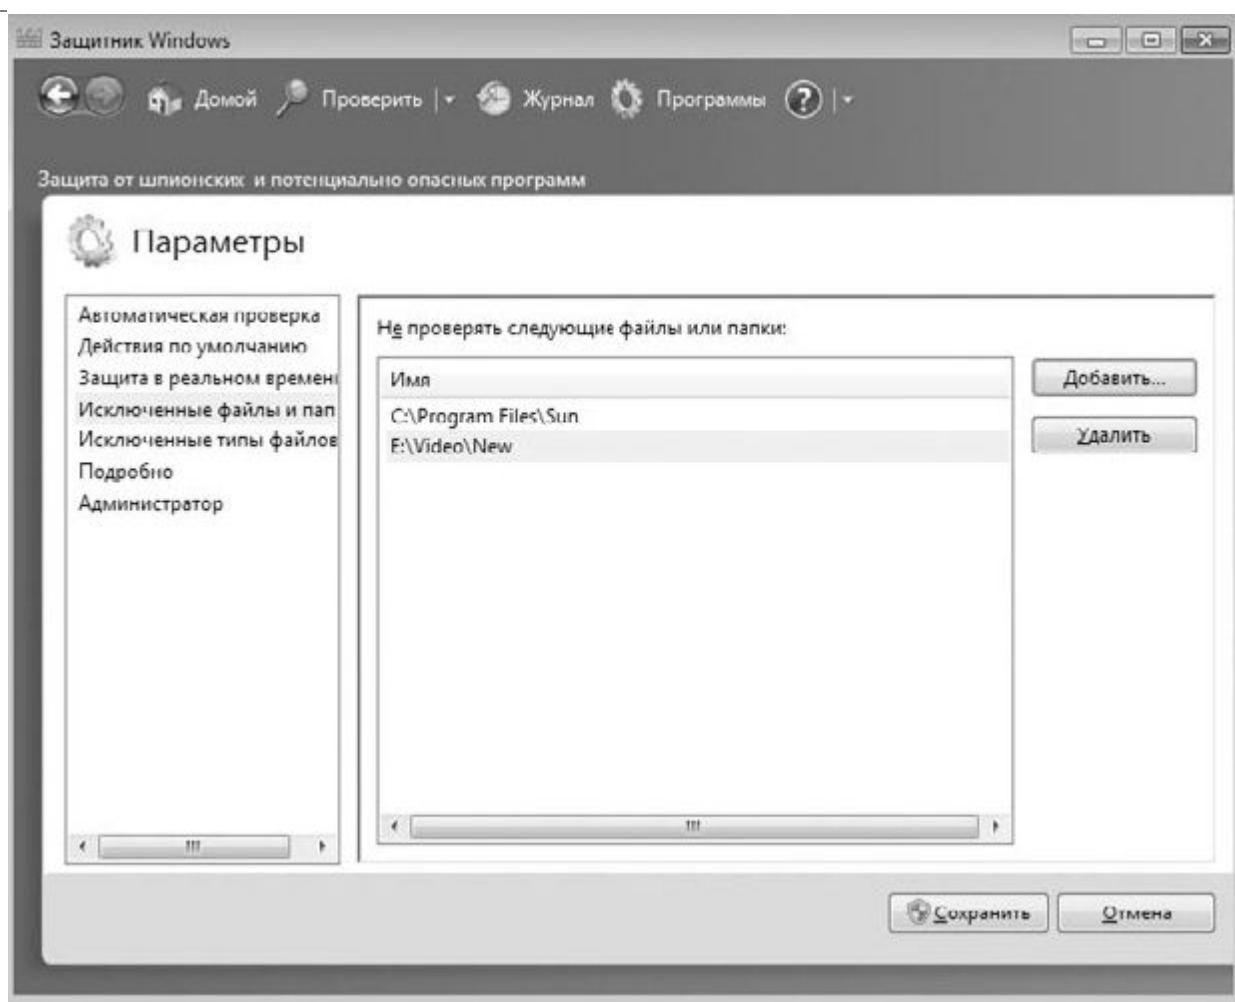 Защитник Windows
Домой Проверить Журнал Программы ?
Защита от шпионских и потенциально опасных программ
Параметры
Автоматическая проверка
Действия по умолчанию
Защита в реальном времени
Исключенные файлы и пап
Исключенные типы файлов
Подробно
Администратор
Не проверять следующие файлы или папки:
Имя
C:\Program Files\Sun
E:\Video\New
Добавить...
Удалить
Сохранить
Отмена